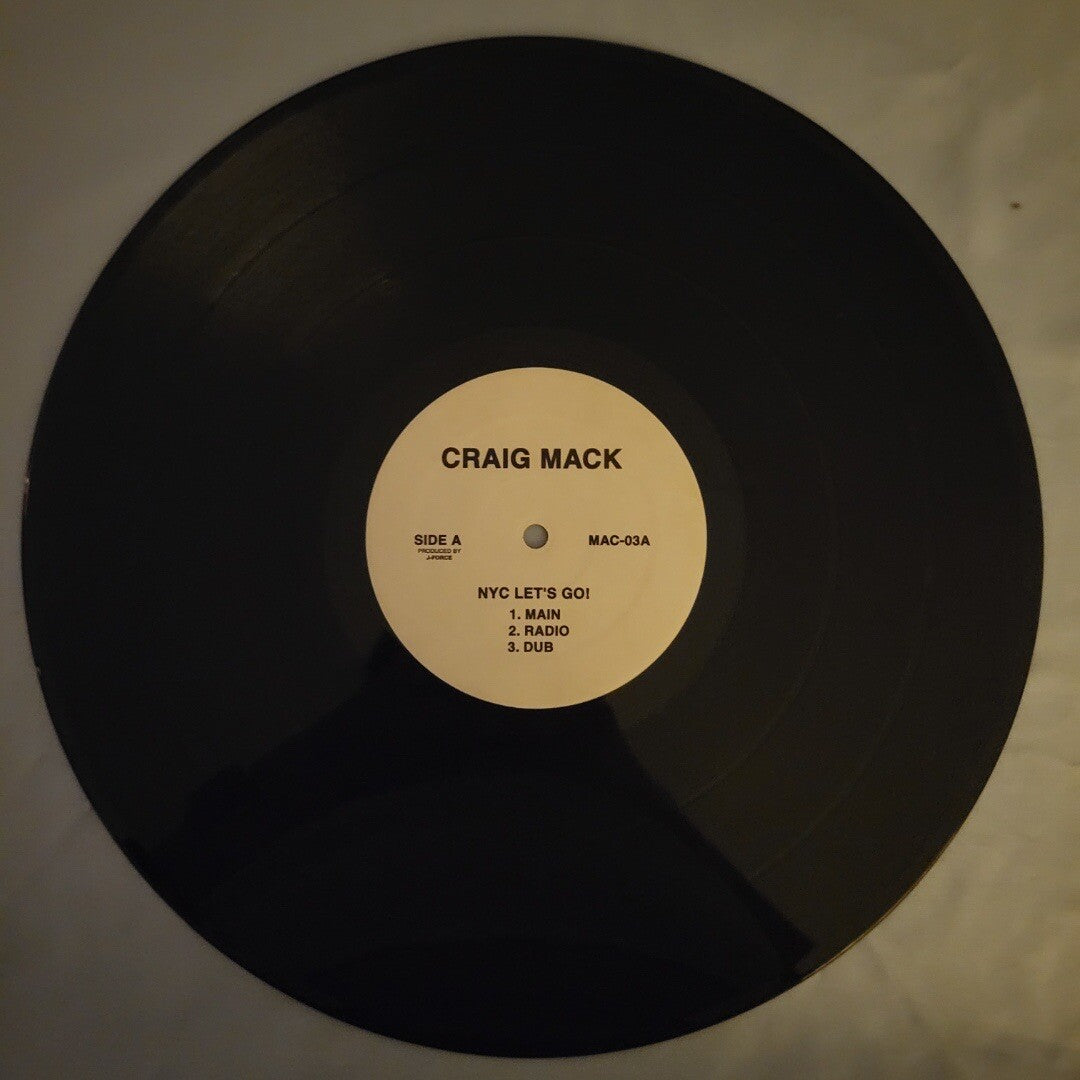 CRAIG MACK
SIDE A
PRODUCED BY
J-FORCE
MAC-03A
NYC LET'S GO!
1. MAIN
2. RADIO
3. DUB